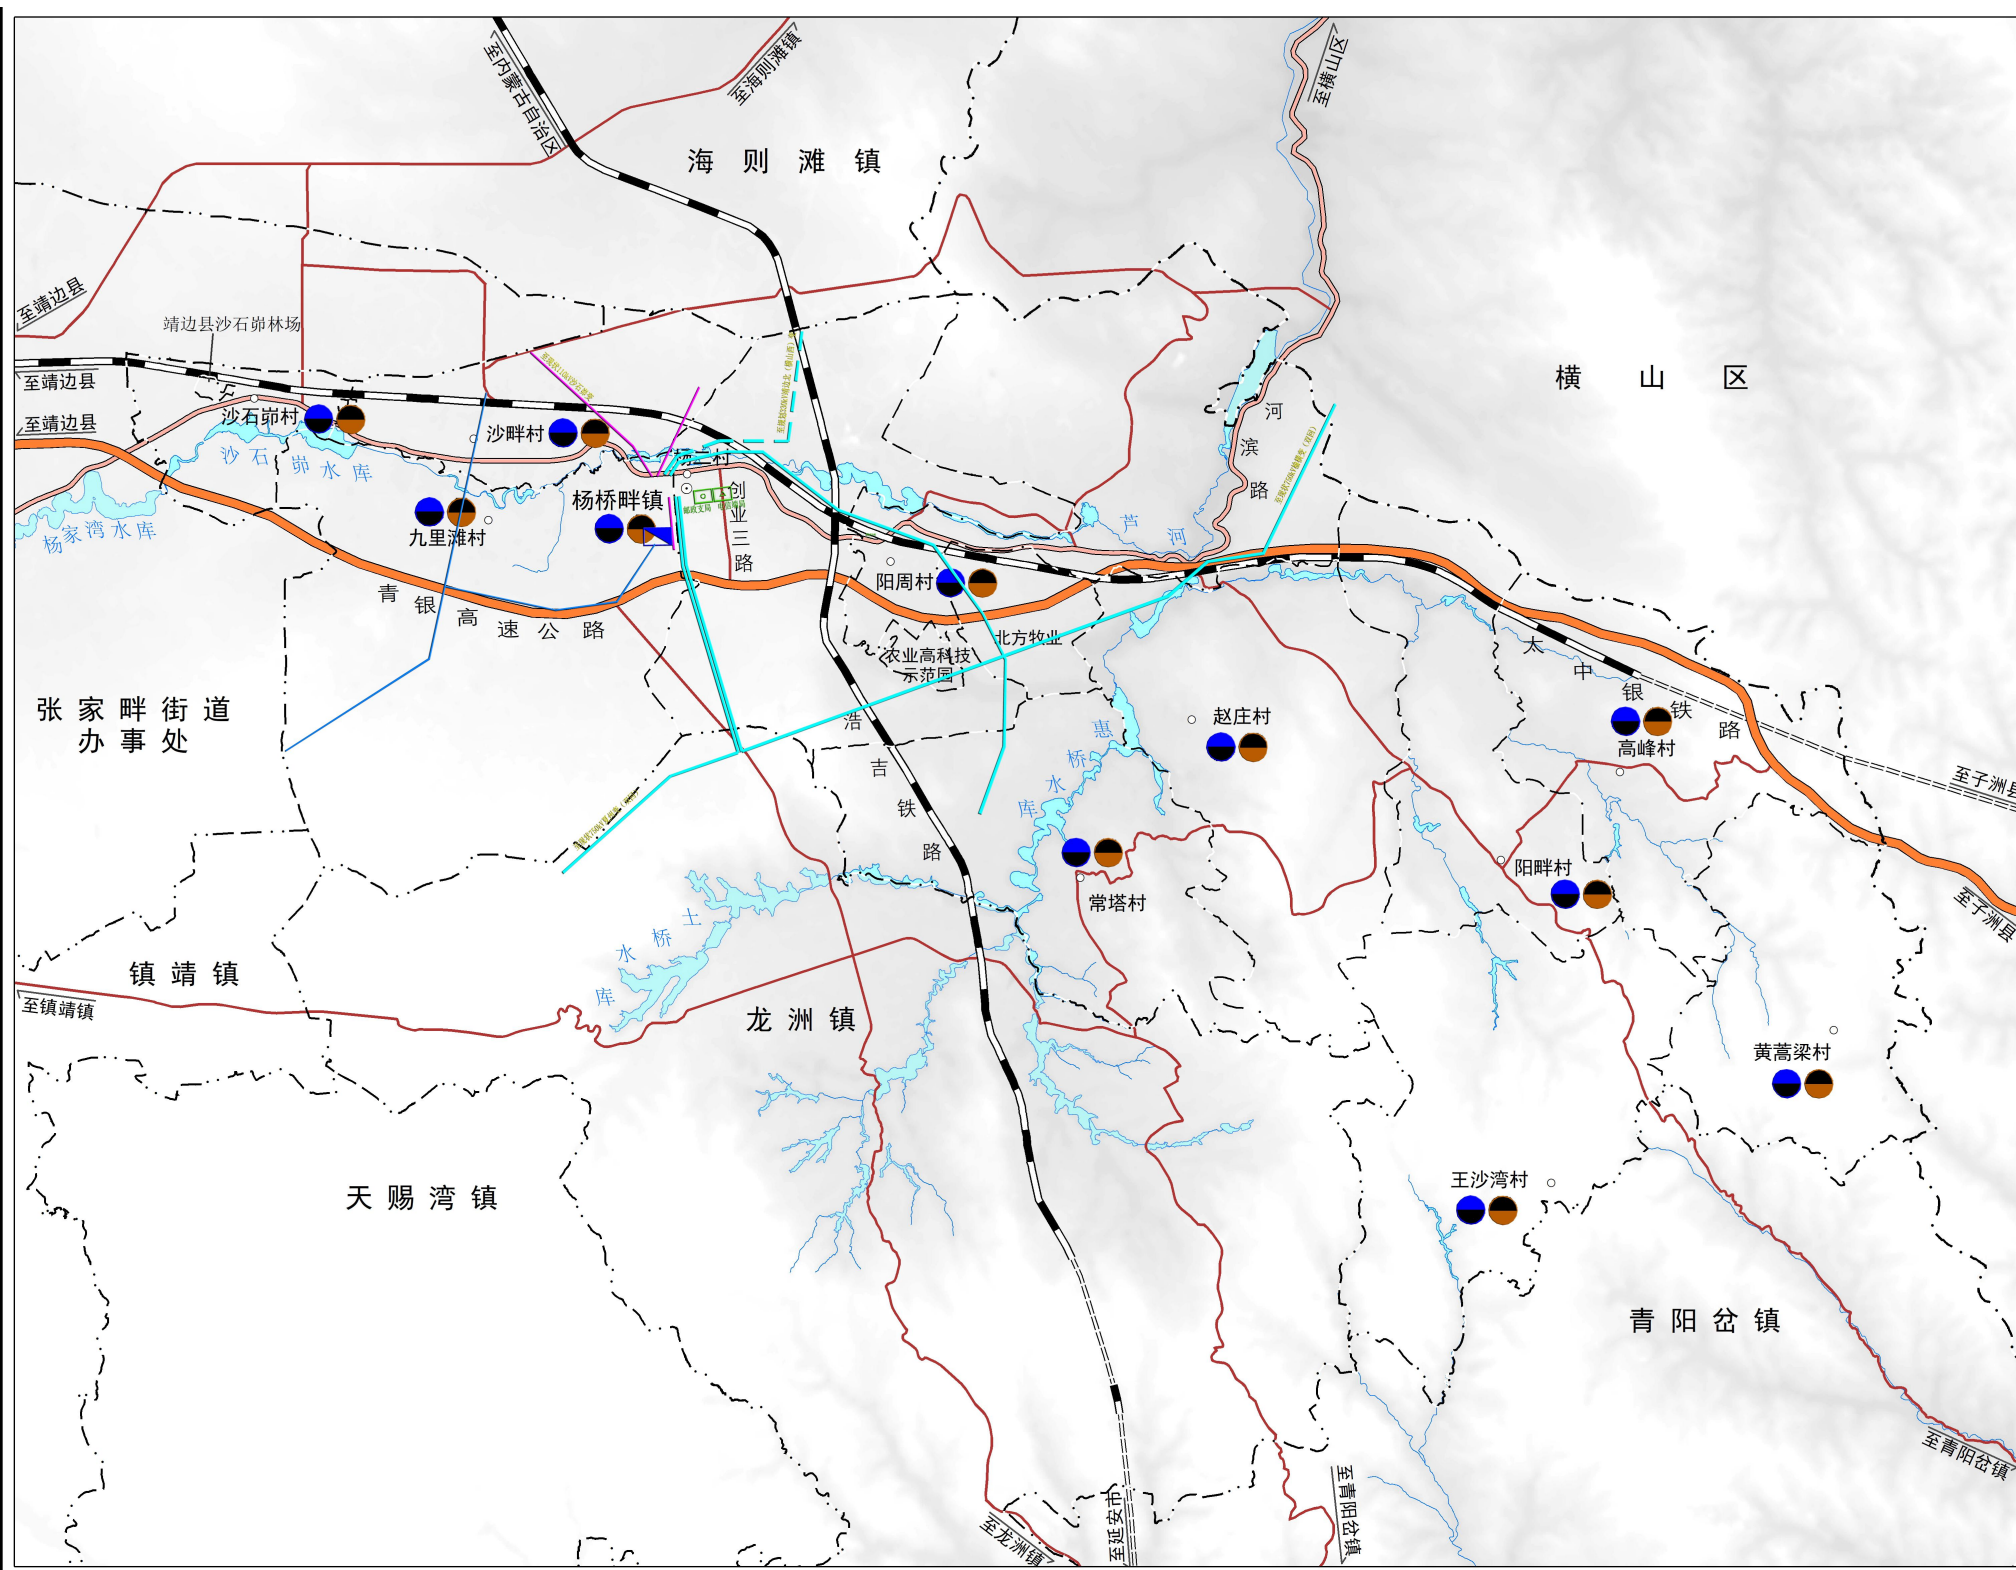 至内蒙古自治区
至海则滩镇
至横山区
海则滩镇
至靖边县
靖边县沙石峁林场
至靖边县
至靖边县
横山区
沙石峁村
沙畔村
沙石峁水库
杨家湾水库
九里滩村
杨桥畔镇
邮政支局
创业三路
河滨路
芦河
阳周村
青银高速公路
北方牧业
农业高科技
示范园
太中银铁路
张家畔街道
办事处
浩吉铁路
惠桥水库
赵庄村
高峰村
至子洲县
至子洲县
常塔村
阳畔村
土桥水库
镇靖镇
至镇靖镇
龙洲镇
黄蒿梁村
天赐湾镇
王沙湾村
青阳岔镇
至青阳岔镇
至青阳岔镇
至延安市
至龙洲镇